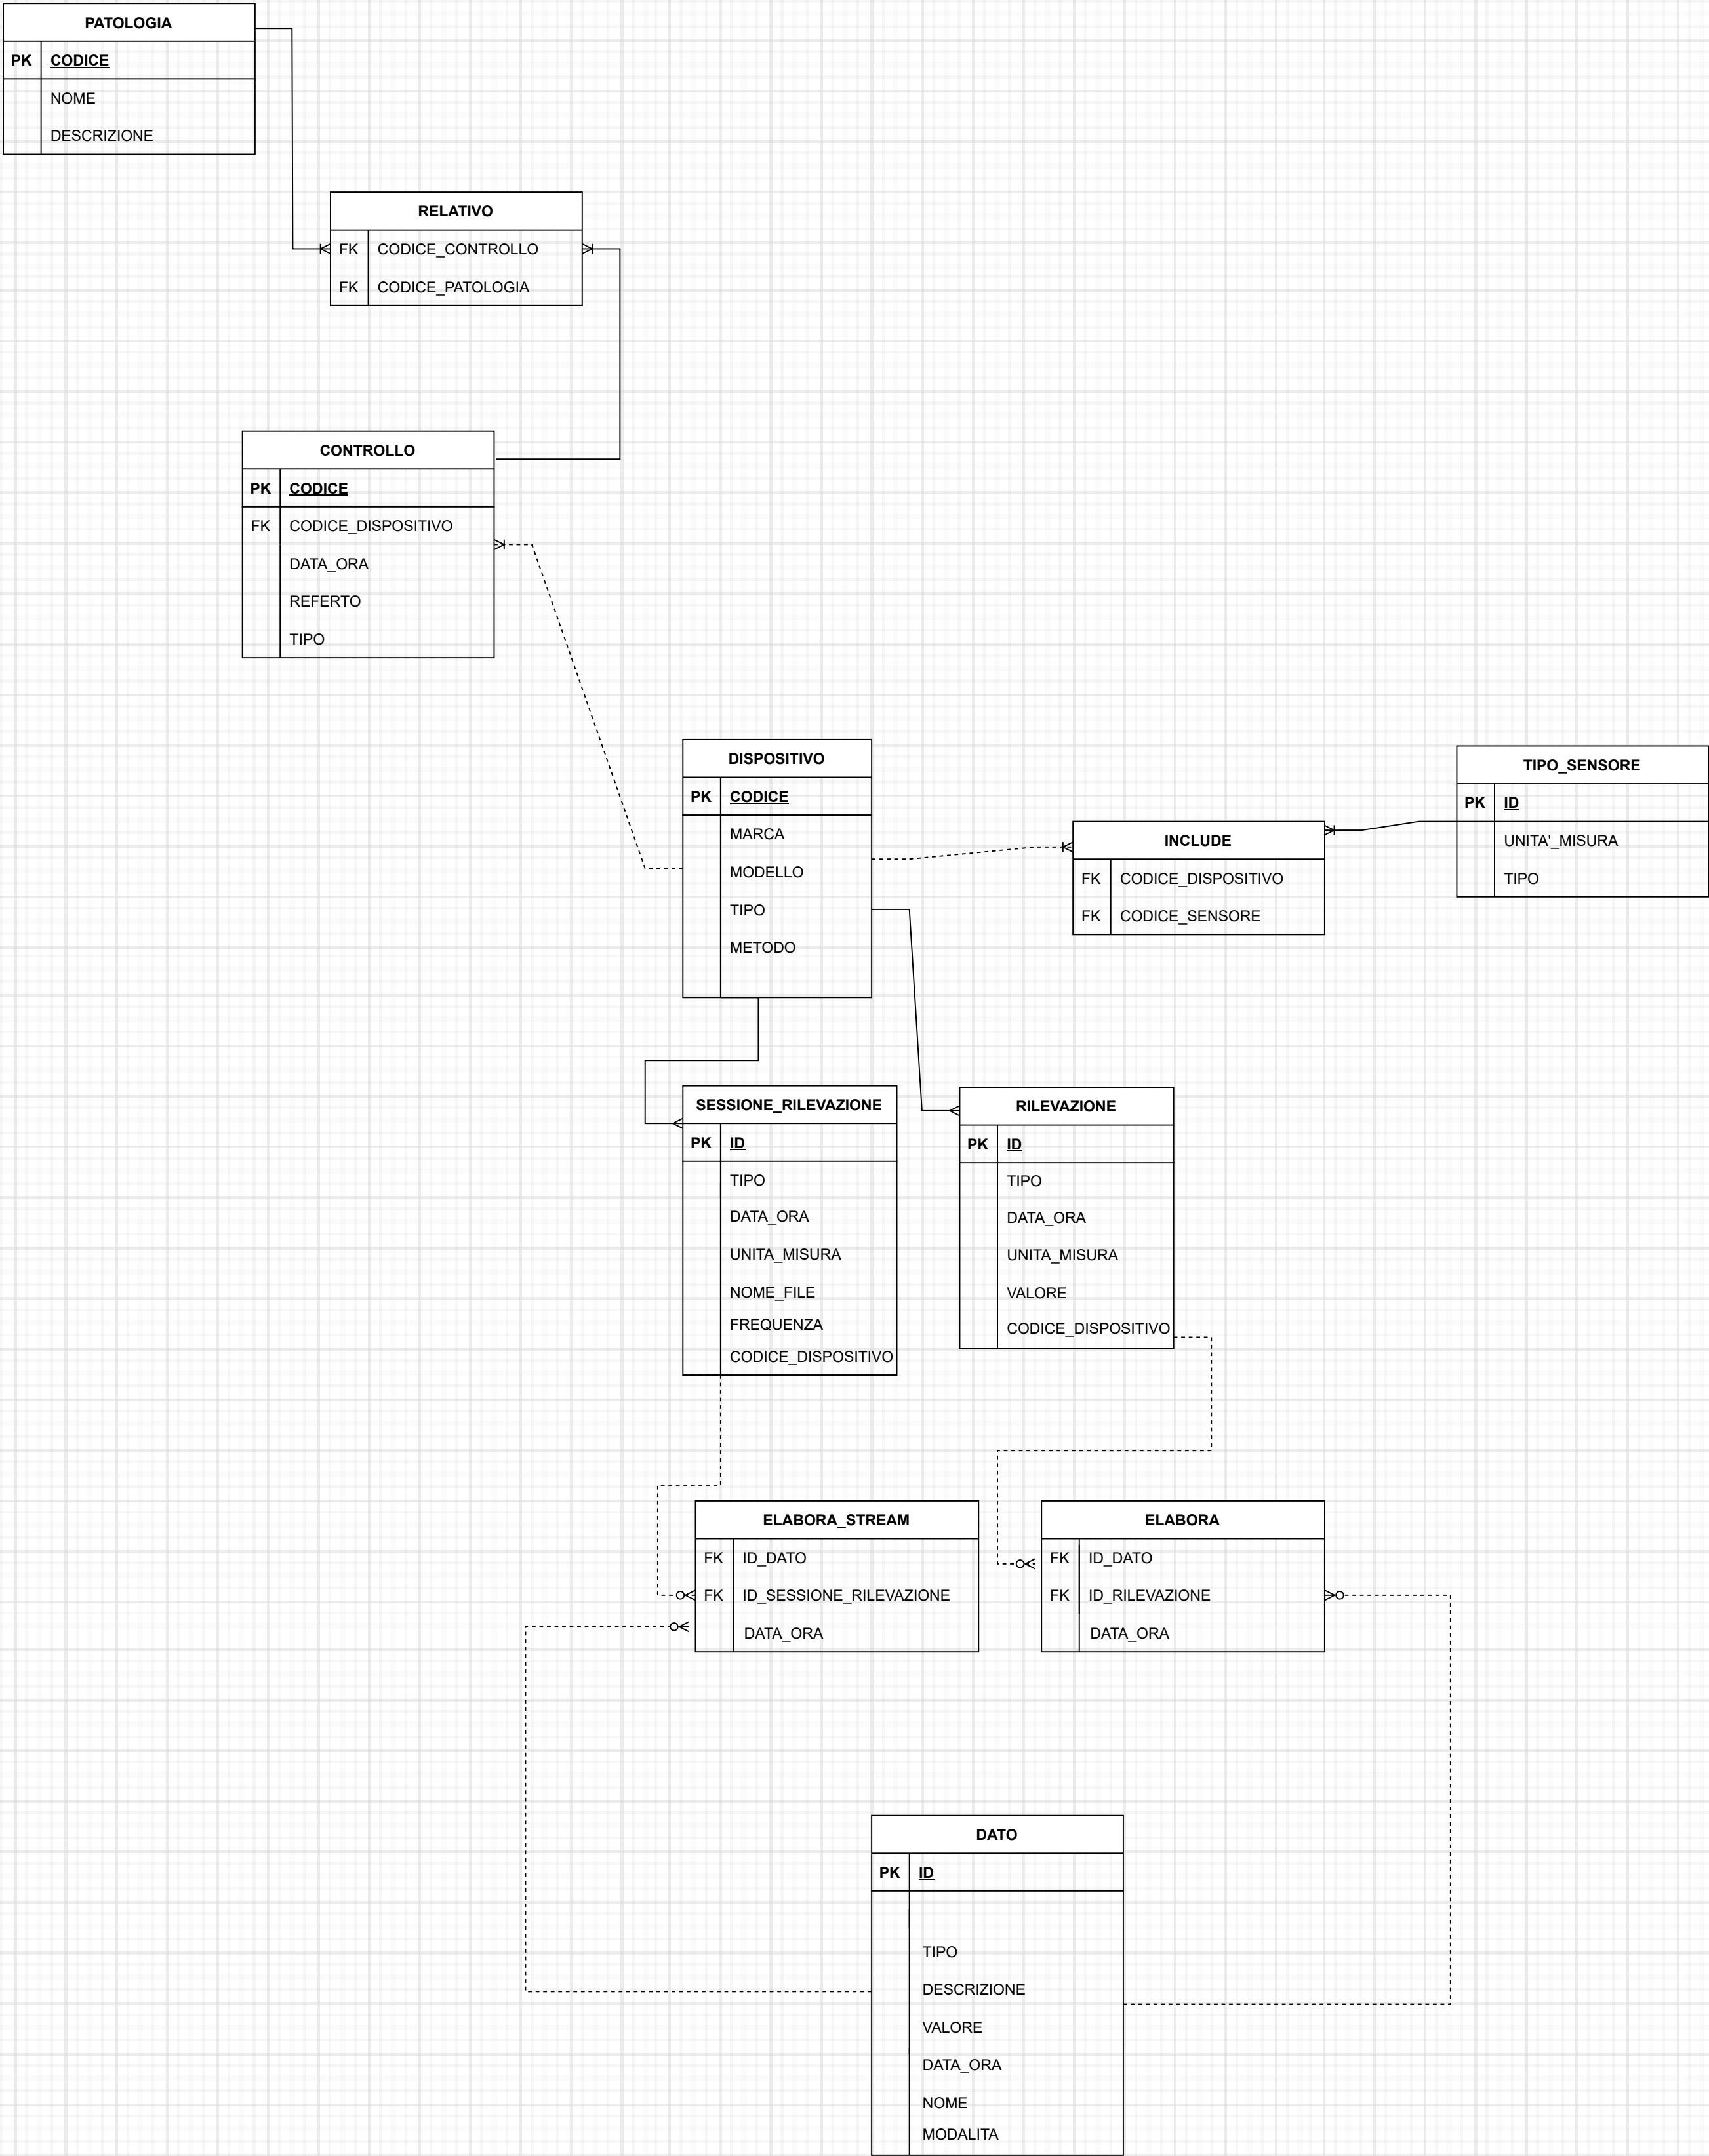 PATOLOGIA
PK CODICE
NOME
DESCRIZIONE
RELATIVO
FK CODICE_CONTROLLO
FK CODICE_PATOLOGIA
CONTROLLO
PK CODICE
FK CODICE_DISPOSITIVO
DATA_ORA
REFERTO
TIPO
DISPOSITIVO
PK CODICE
MARCA
MODELLO
TIPO
METODO
INCLUDE
FK CODICE_DISPOSITIVO
FK CODICE_SENSORE
TIPO_SENSORE
PK ID
UNITA'_MISURA
TIPO
SESSIONE_RILEVAZIONE
PK ID
TIPO
DATA_ORA
UNITA_MISURA
NOME_FILE
FREQUENZA
CODICE_DISPOSITIVO
RILEVAZIONE
PK ID
TIPO
DATA_ORA
UNITA_MISURA
VALORE
CODICE_DISPOSITIVO
ELABORA_STREAM
FK ID_DATO
FK ID_SESSIONE_RILEVAZIONE
DATA_ORA
ELABORA
FK ID_DATO
FK ID_RILEVAZIONE
DATA_ORA
DATO
PK ID
TIPO
DESCRIZIONE
VALORE
DATA_ORA
NOME
MODALITA